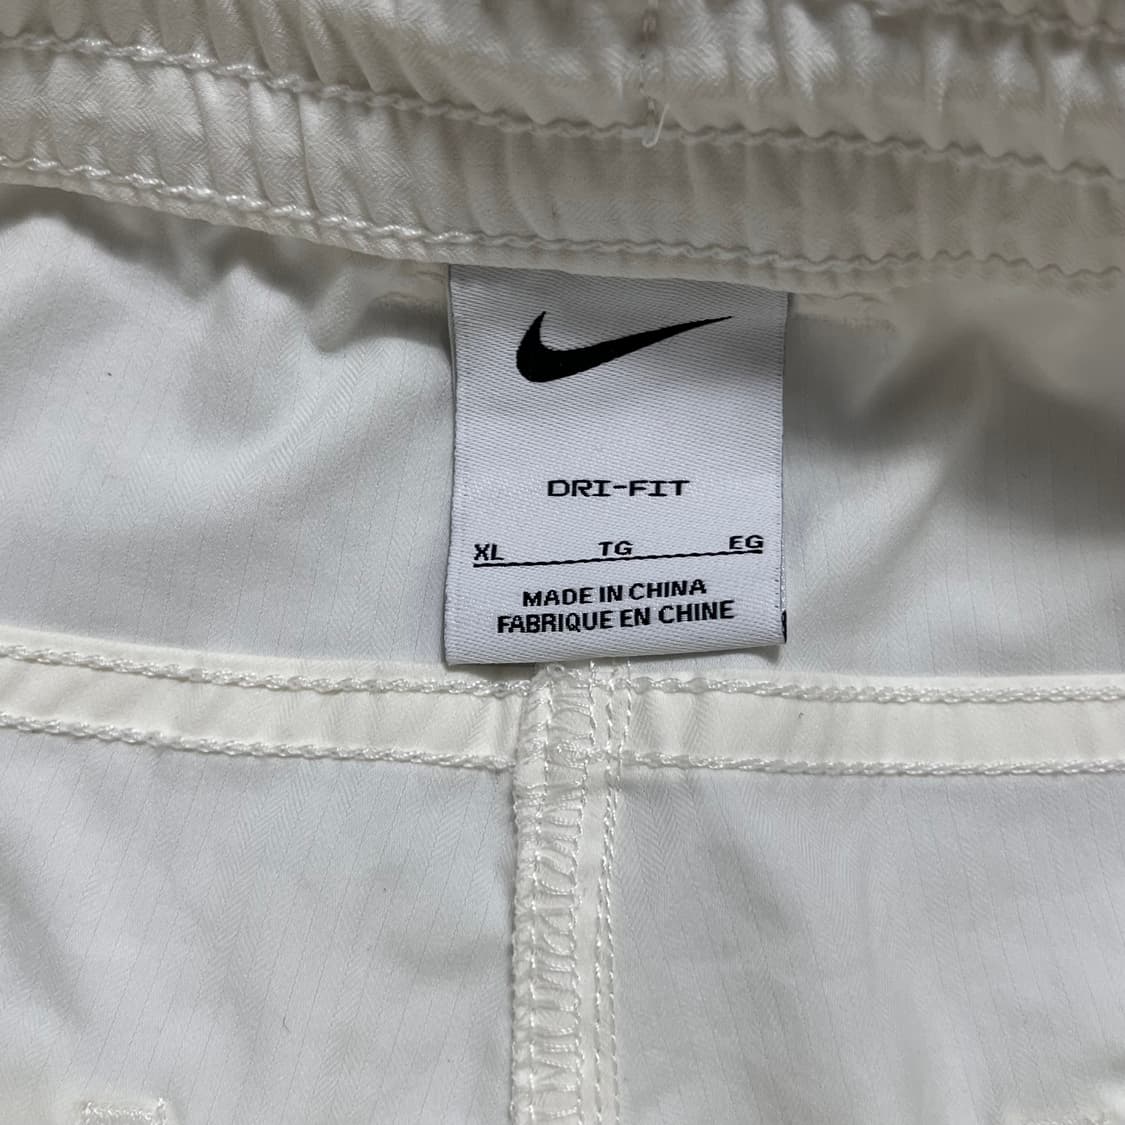 DRI-FIT
XL TG EG
MADE IN CHINA
FABRIQUE EN CHINE